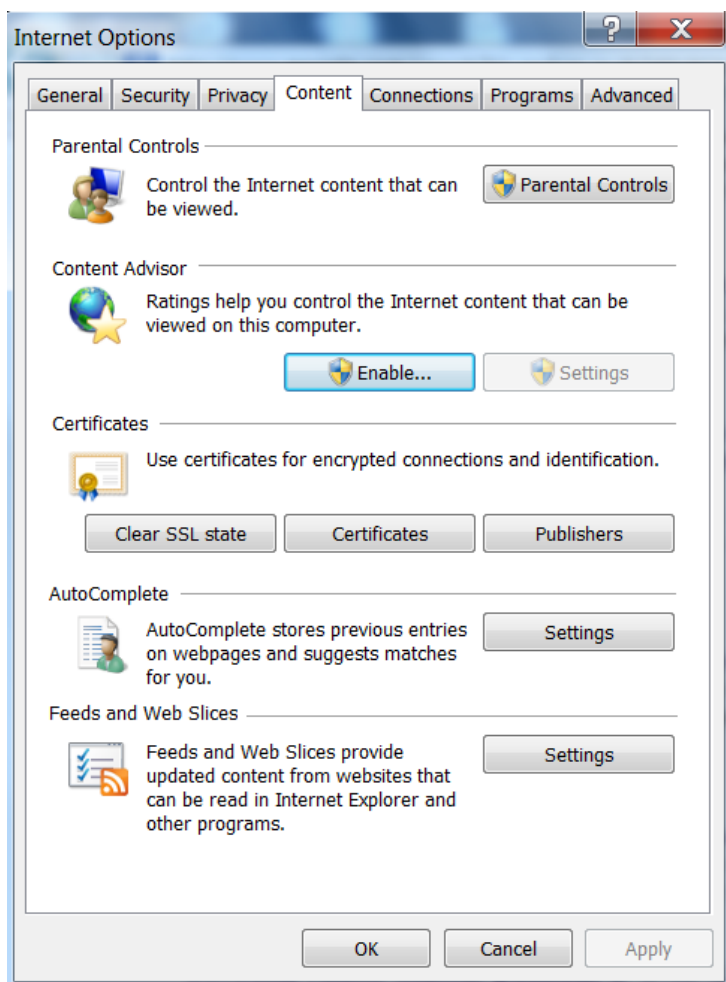 Internet Options
General Security Privacy Content Connections Programs Advanced
Parental Controls
Control the Internet content that can
be viewed.
Parental Controls
Content Advisor
Ratings help you control the Internet content that can be
viewed on this computer.
Enable... Settings
Certificates
Use certificates for encrypted connections and identification.
Clear SSL state Certificates Publishers
AutoComplete
AutoComplete stores previous entries
on webpages and suggests matches
for you.
Settings
Feeds and Web Slices
Feeds and Web Slices provide
updated content from websites that
can be read in Internet Explorer and
other programs.
Settings
OK Cancel Apply